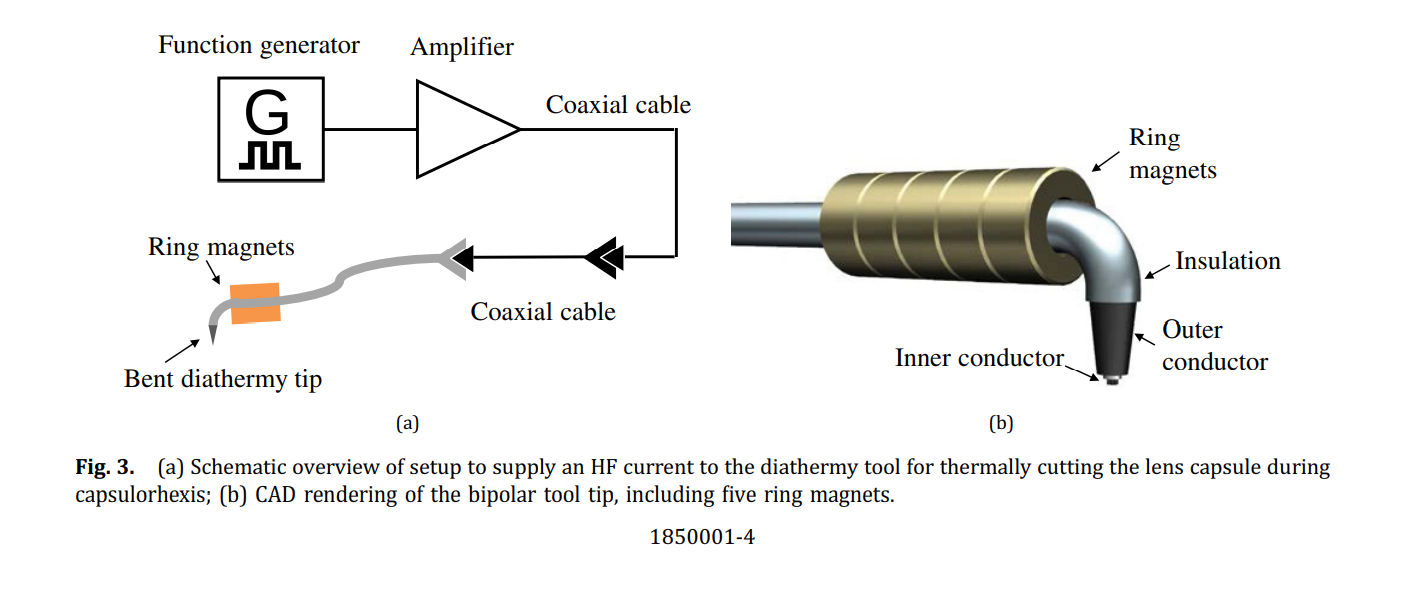 Function generator
Amplifier
G
Coaxial cable
Ring magnets
Coaxial cable
Bent diathermy tip
(a)
Ring
magnets
Insulation
Outer
conductor
Inner conductor
(b)
Fig. 3. (a) Schematic overview of setup to supply an HF current to the diathermy tool for thermally cutting the lens capsule during
capsulorhexis; (b) CAD rendering of the bipolar tool tip, including five ring magnets.
1850001-4